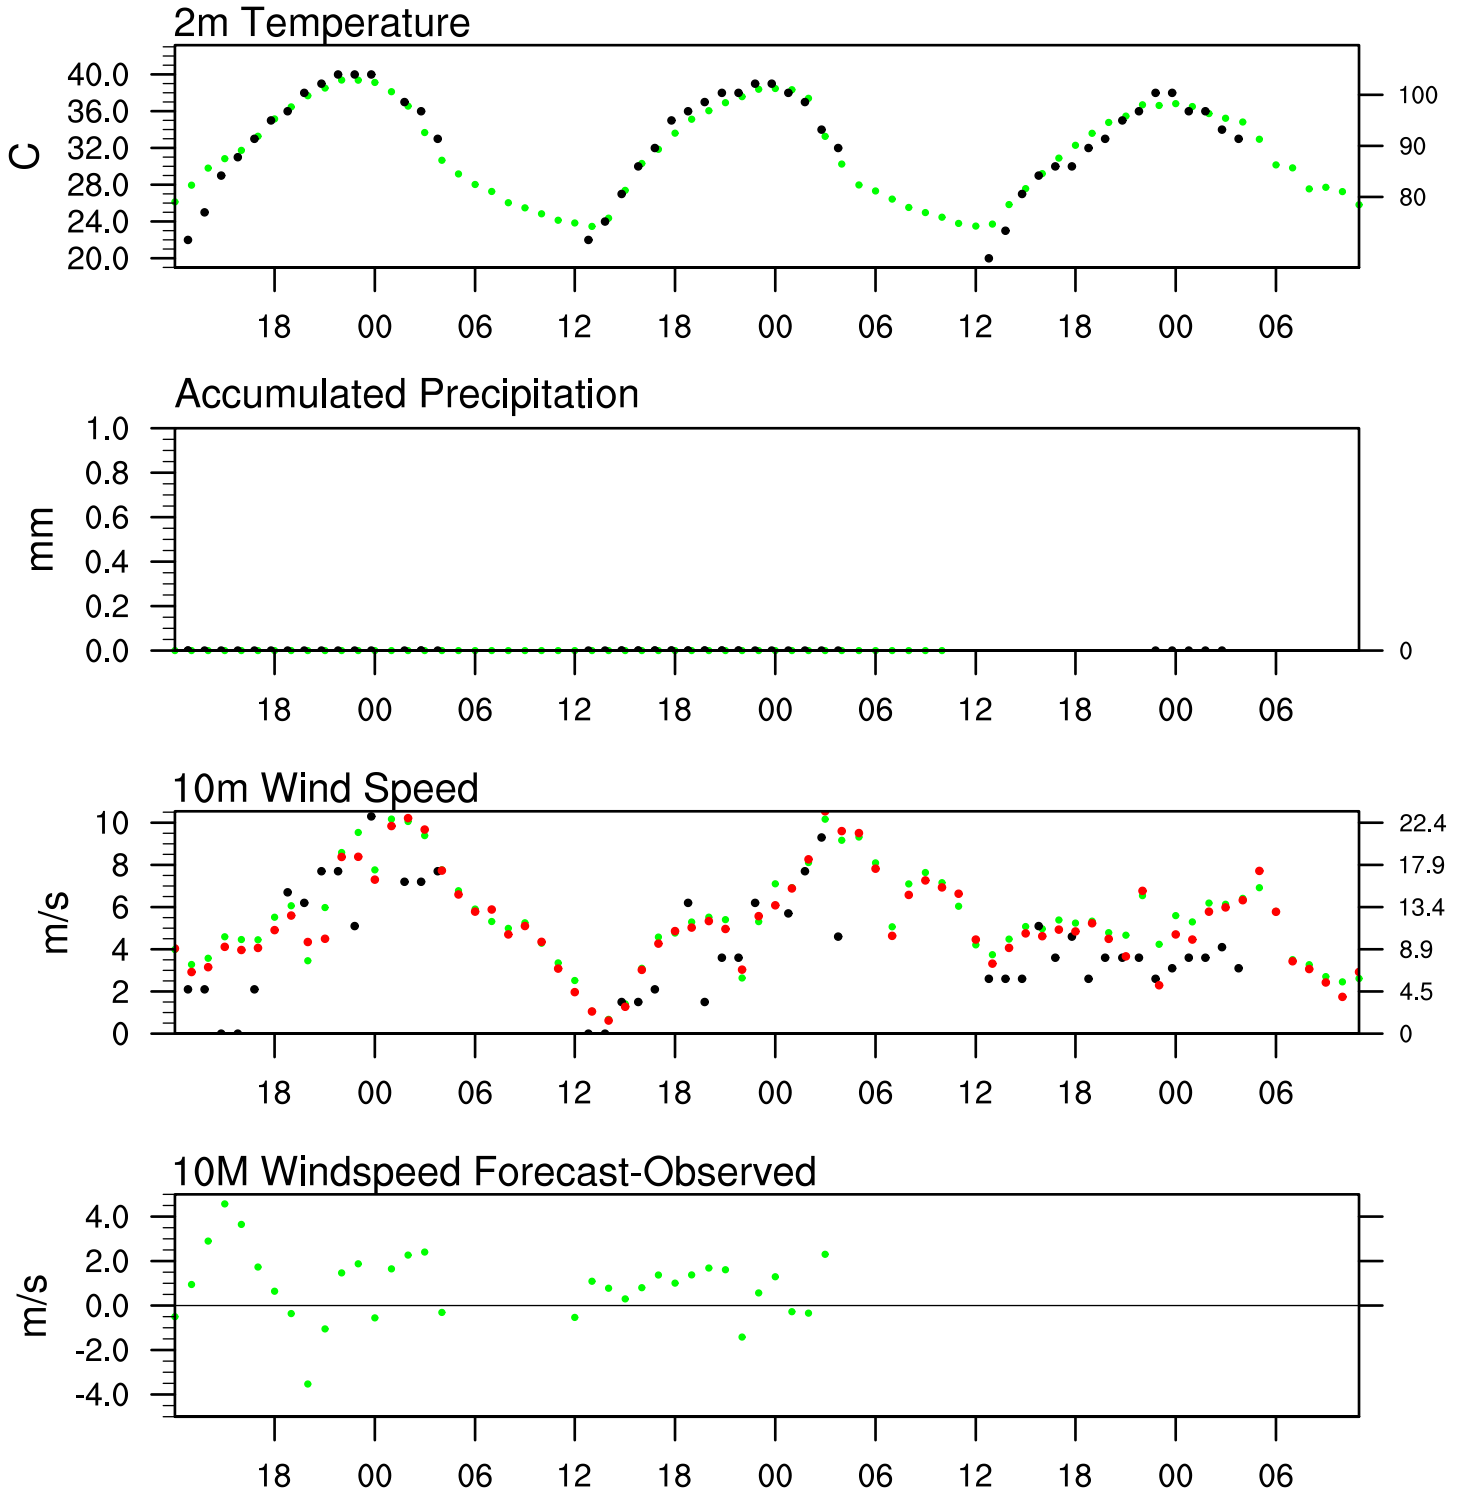 2m Temperature
40.0
36.0
32.0
28.0
24.0
20.0
C
100
90
80
18 00 06 12 18 00 06 12 18 00 06
Accumulated Precipitation
1.0
0.8
0.6
0.4
0.2
0.0
mm
0
18 00 06 12 18 00 06 12 18 00 06
10m Wind Speed
10
8
6
4
2
0
m/s
22.4
17.9
13.4
8.9
4.5
0
18 00 06 12 18 00 06 12 18 00 06
10M Windspeed Forecast-Observed
4.0
2.0
0.0
-2.0
-4.0
m/s
18 00 06 12 18 00 06 12 18 00 06